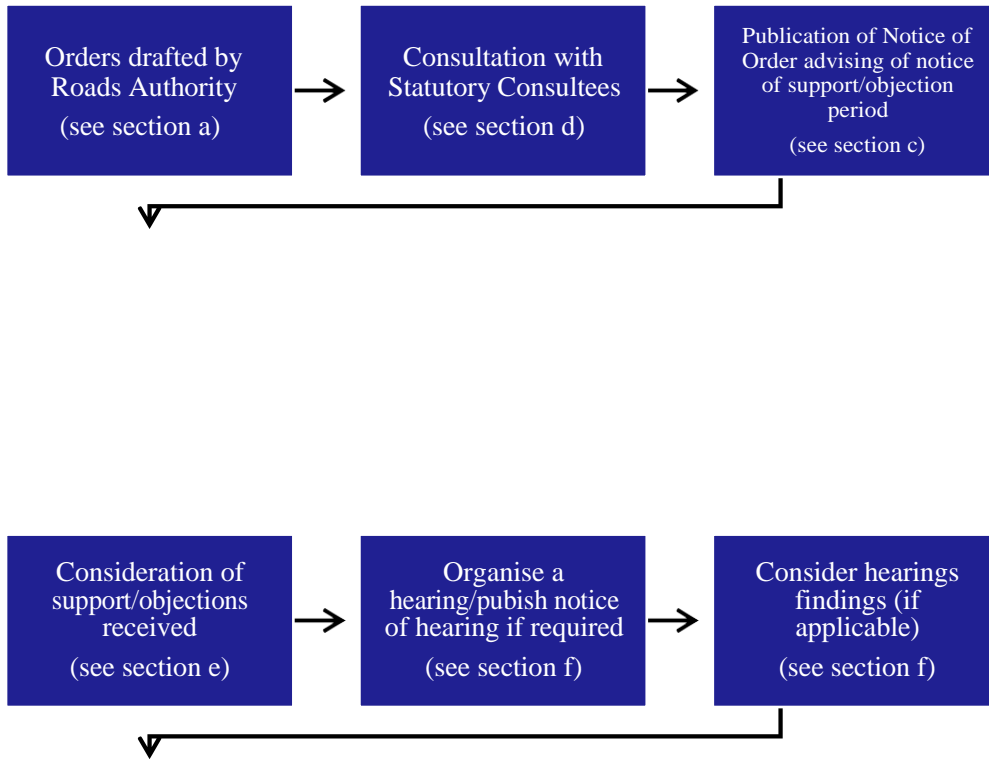 Orders drafted by
Roads Authority
(see section a)
Consultation with
Statutory Consultees
(see section d)
Publication of Notice of
Order advising of notice
of support/objection
period
(see section c)
Consideration of
support/objections
received
(see section e)
Organise a
hearing/pubish notice
of hearing if required
(see section f)
Consider hearings
findings (if
applicable)
(see section f)